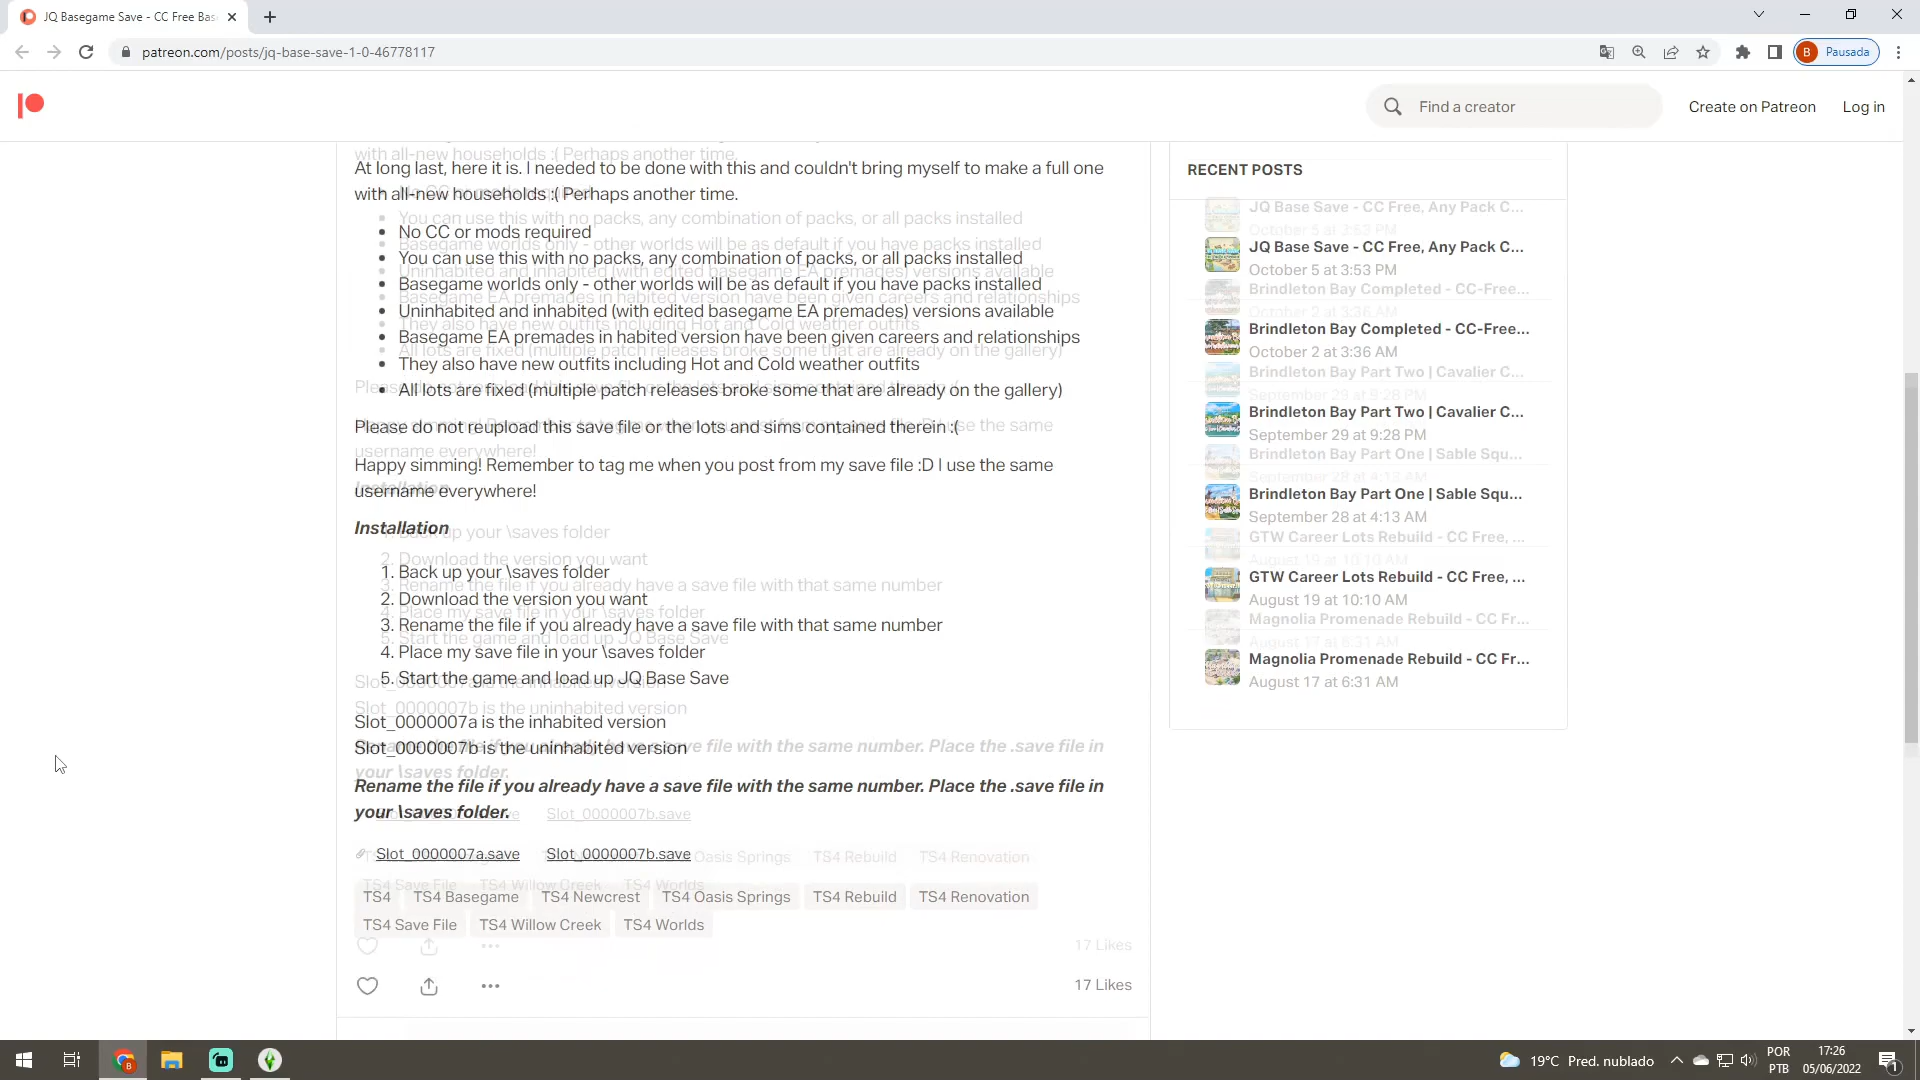 JQ Basegame Save - CC Free Bas
patreon.com/posts/jq-base-save-1-0-46778117
B Pausada
Find a creator
Create on Patreon
Log in
At long last, here it is. I needed to be done with this and couldn't bring myself to make a full one
with all-new households :( Perhaps another time.
• No CC or mods required
• You can use this with no packs, any combination of packs, or all packs installed
• Basegame worlds only - other worlds will be as default if you have packs installed
• Uninhabited and inhabited (with edited basegame EA premades) versions available
• Basegame EA premades in habited version have been given careers and relationships
• They also have new outfits including Hot and Cold weather outfits
• All lots are fixed (multiple patch releases broke some that are already on the gallery)
Please do not reupload this save file or the lots and sims contained therein :(
Happy simming! Remember to tag me when you post from my save file :D I use the same
username everywhere!
Installation
1. Back up your \saves folder
2. Download the version you want
3. Rename the file if you already have a save file with that same number
4. Place my save file in your \saves folder
5. Start the game and load up JQ Base Save
Slot_0000007a is the inhabited version
Slot_0000007b is the uninhabited version
Rename the file if you already have a save file with the same number. Place the .save file in
your \saves folder.
Slot_0000007a.save Slot_0000007b.save
TS4 TS4 Basegame TS4 Newcrest TS4 Oasis Springs TS4 Rebuild TS4 Renovation
TS4 Save File TS4 Willow Creek TS4 Worlds
17 Likes
RECENT POSTS
JQ Base Save - CC Free, Any Pack C...
October 5 at 3:53 PM
Brindleton Bay Completed - CC-Free...
October 2 at 3:36 AM
Brindleton Bay Part Two | Cavalier C...
September 29 at 9:28 PM
Brindleton Bay Part One | Sable Squ...
September 28 at 4:13 AM
GTW Career Lots Rebuild - CC Free, ...
August 19 at 10:10 AM
Magnolia Promenade Rebuild - CC Fr...
August 17 at 6:31 AM
19°C Pred. nublado
POR
PTB
17:26
05/06/2022
1